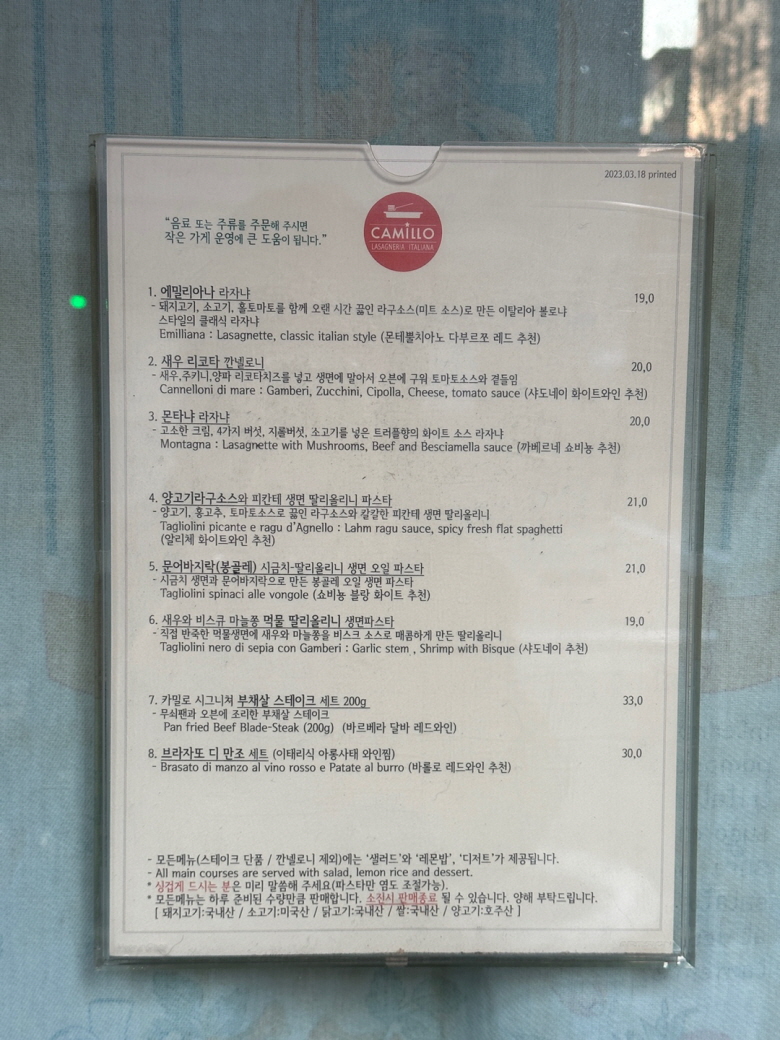 2023.03.18 printed
“음료 또는 주류를 주문해 주시면
작은 가게 운영에 큰 도움이 됩니다.”
CAMILLO
LASAGNERIA ITALIANA
1. 에밀리아나 라자냐 19,0
- 돼지고기, 소고기, 홀토마토를 함께 오랜 시간 끓인 라구소스(미트 소스)로 만든 이탈리아 볼로냐
스타일의 클래식 라자냐
Emilliana : Lasagnette, classic italian style (몬테뿔치아노 다부르쪼 레드 추천)
2. 새우 리코타 깐넬로니 20,0
- 새우,주키니,양파 리코타치즈를 넣고 생면에 말아서 오븐에 구워 토마토소스와 곁들임
Cannelloni di mare : Gamberi, Zucchini, Cipolla, Cheese, tomato sauce (샤도네이 화이트와인 추천)
3. 몬타냐 라자냐 20,0
- 고소한 크림, 4가지 버섯, 지롤버섯, 소고기를 넣은 트러플향의 화이트 소스 라자냐
Montagna : Lasagnette with Mushrooms, Beef and Besciamella sauce (까베르네 쇼비뇽 추천)
4. 양고기라구소스와 피칸테 생면 딸리올리니 파스타 21,0
- 양고기, 홍고추, 토마토소스로 끓인 라구소스와 칼칼한 피칸테 생면 딸리올리니
Tagliolini picante e ragu d’Agnello : Lahm ragu sauce, spicy fresh flat spaghetti
(알리체 화이트와인 추천)
5. 문어바지락(봉골레) 시금치-딸리올리니 생면 오일 파스타 21,0
- 시금치 생면과 문어바지락으로 만든 봉골레 오일 생면 파스타
Tagliolini spinaci alle vongole (쇼비뇽 블랑 화이트 추천)
6. 새우와 비스큐 마늘쫑 먹물 딸리올리니 생면파스타 19,0
- 직접 반죽한 먹물생면에 새우와 마늘쫑을 비스크 소스로 매콤하게 만든 딸리올리니
Tagliolini nero di sepia con Gamberi : Garlic stem , Shrimp with Bisque (샤도네이 추천)
7. 카밀로 시그니쳐 부채살 스테이크 세트 200g 33,0
- 무쇠팬과 오븐에 조리한 부채살 스테이크
Pan fried Beef Blade-Steak (200g) (바르베라 달바 레드와인)
8. 브라자또 디 만조 세트 (이태리식 아롱사태 와인찜) 30,0
- Brasato di manzo al vino rosso e Patate al burro (바롤로 레드와인 추천)
- 모든메뉴(스테이크 단품 / 깐넬로니 제외)에는 ‘샐러드’와 ‘레몬밥’, ‘디저트’가 제공됩니다.
- All main courses are served with salad, lemon rice and dessert.
* 싱겁게 드시는 분은 미리 말씀해 주세요(파스타만 염도 조절가능).
* 모든메뉴는 하루 준비된 수량만큼 판매합니다. 소진시 판매종료 될 수 있습니다. 양해 부탁드립니다.
[ 돼지고기:국내산 / 소고기:미국산 / 닭고기:국내산 / 쌀:국내산 / 양고기:호주산 ]